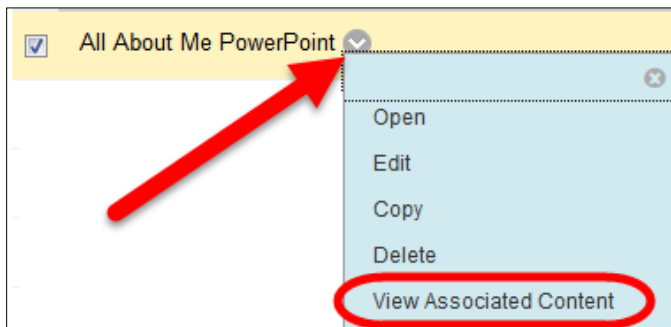 All About Me PowerPoint
Open
Edit
Copy
Delete
View Associated Content